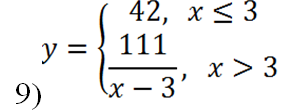 9) y = { 42, x ≤ 3
111/(x − 3), x > 3